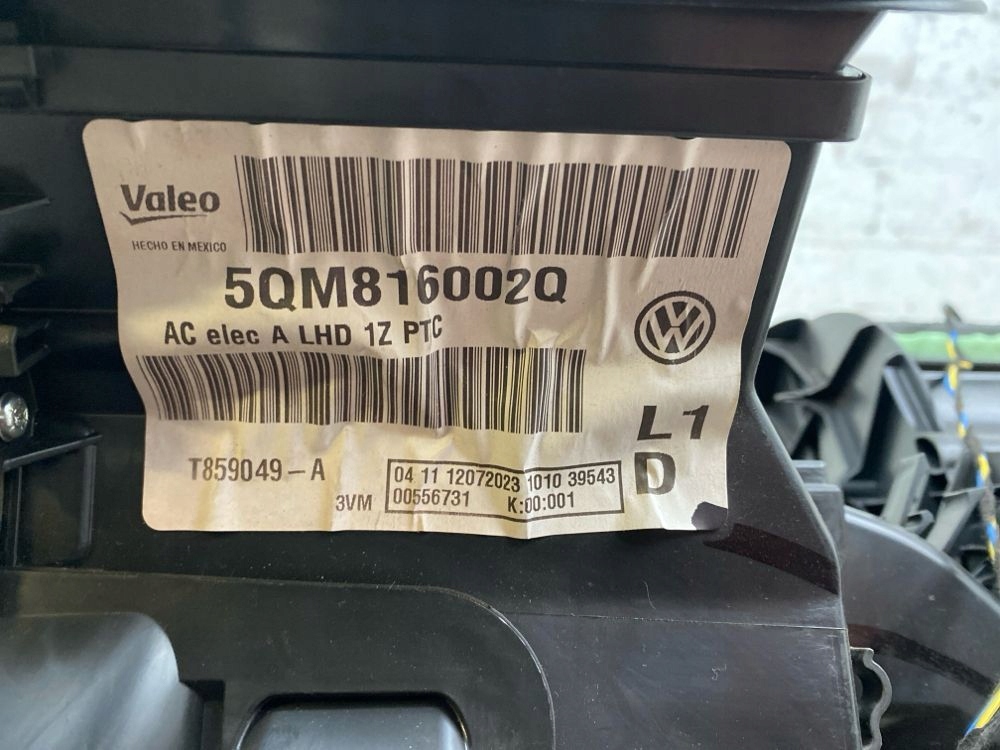 Valeo
HECHO EN MEXICO
5QM816002Q
AC elec A LHD 1Z PTC
L1
T859049-A
D
3VM
04 11 12072023 1010 39543
00556731 K:00:001